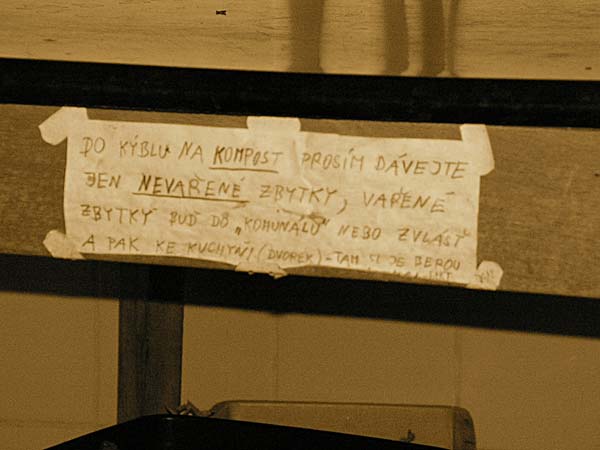 DO KÝBLU NA KOMPOST PROSÍM DÁVEJTE
JEN NEVAŘENÉ ZBYTKY, VAŘENÉ
ZBYTKY BUĎ DO „KOMUNÁLU" NEBO ZVLÁŠŤ
A PAK KE KUCHYŇI (DVOREK) - TAM SI JE BEROU